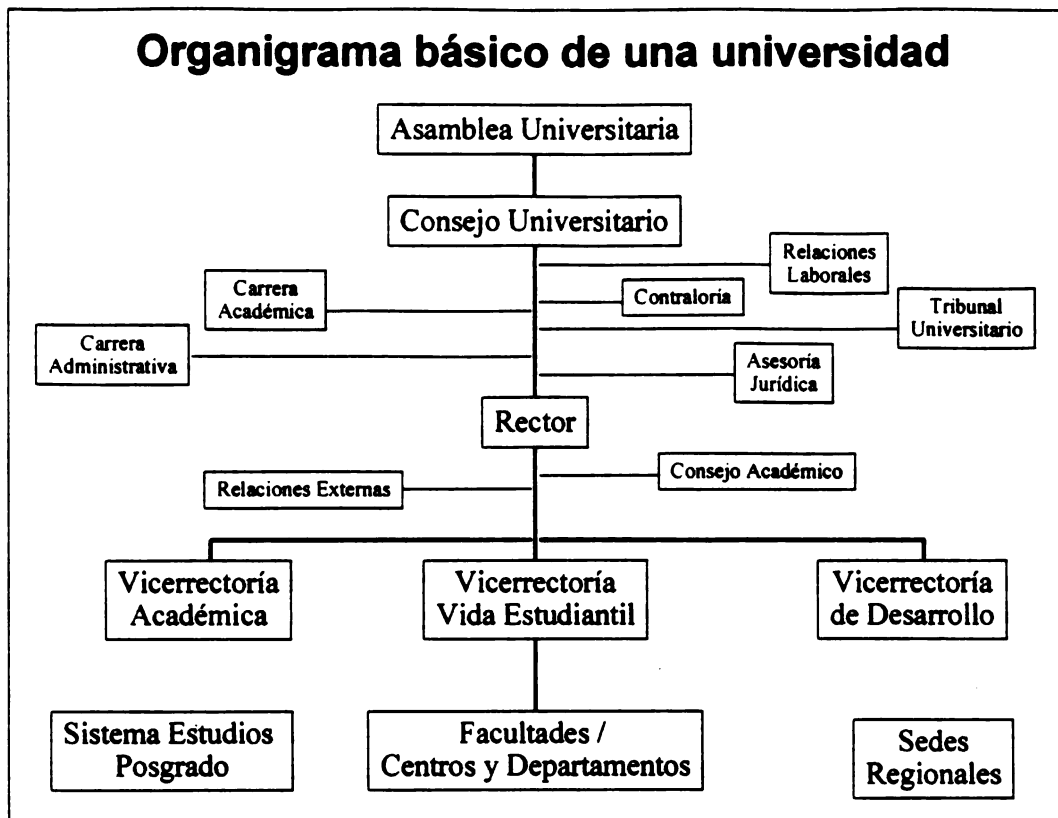 Organigrama básico de una universidad
Asamblea Universitaria
Consejo Universitario
Relaciones
Laborales
Carrera
Académica
Contraloría
Tribunal
Universitario
Carrera
Administrativa
Asesoría
Jurídica
Rector
Relaciones Externas
Consejo Académico
Vicerrectoría
Académica
Vicerrectoría
Vida Estudiantil
Vicerrectoría
de Desarrollo
Sistema Estudios
Posgrado
Facultades /
Centros y Departamentos
Sedes
Regionales